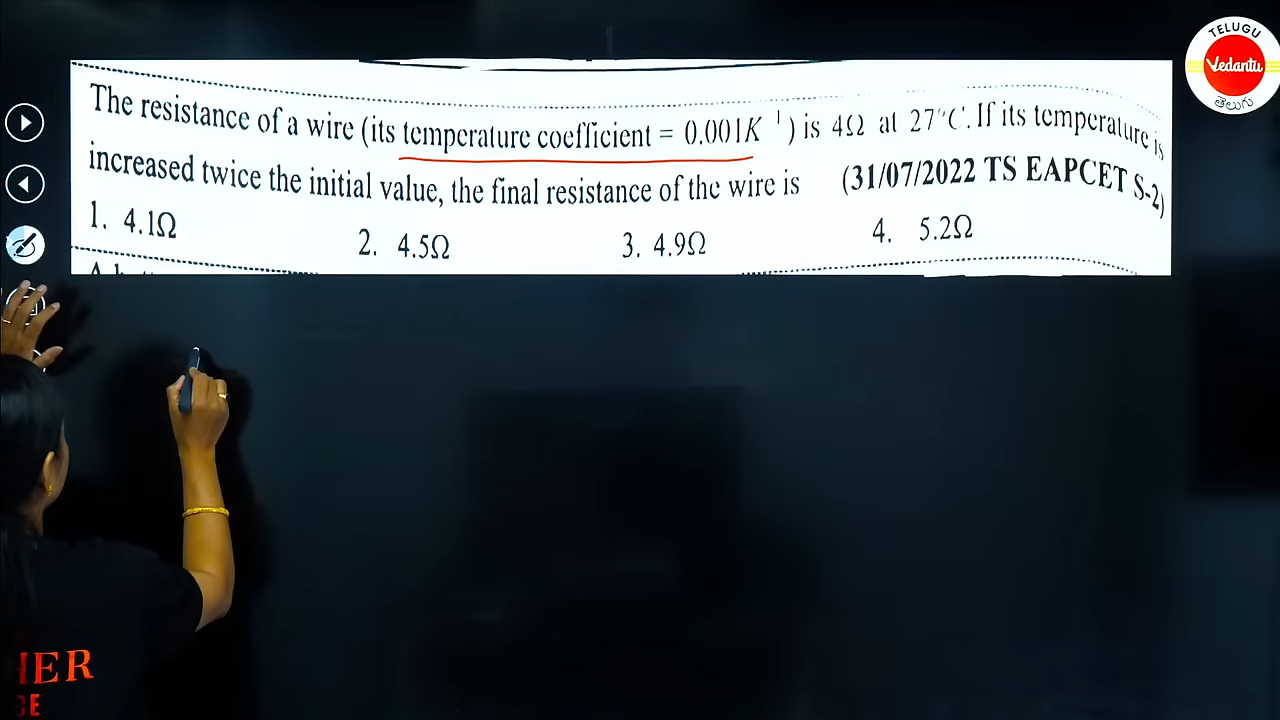 TELUGU
Vedantu
తెలుగు
The resistance of a wire (its temperature coefficient = 0.001K ¹) is 4Ω at 27°C. If its temperature is
increased twice the initial value, the final resistance of the wire is (31/07/2022 TS EAPCET S-2)
1. 4.1Ω 2. 4.5Ω 3. 4.9Ω 4. 5.2Ω
HER
CE